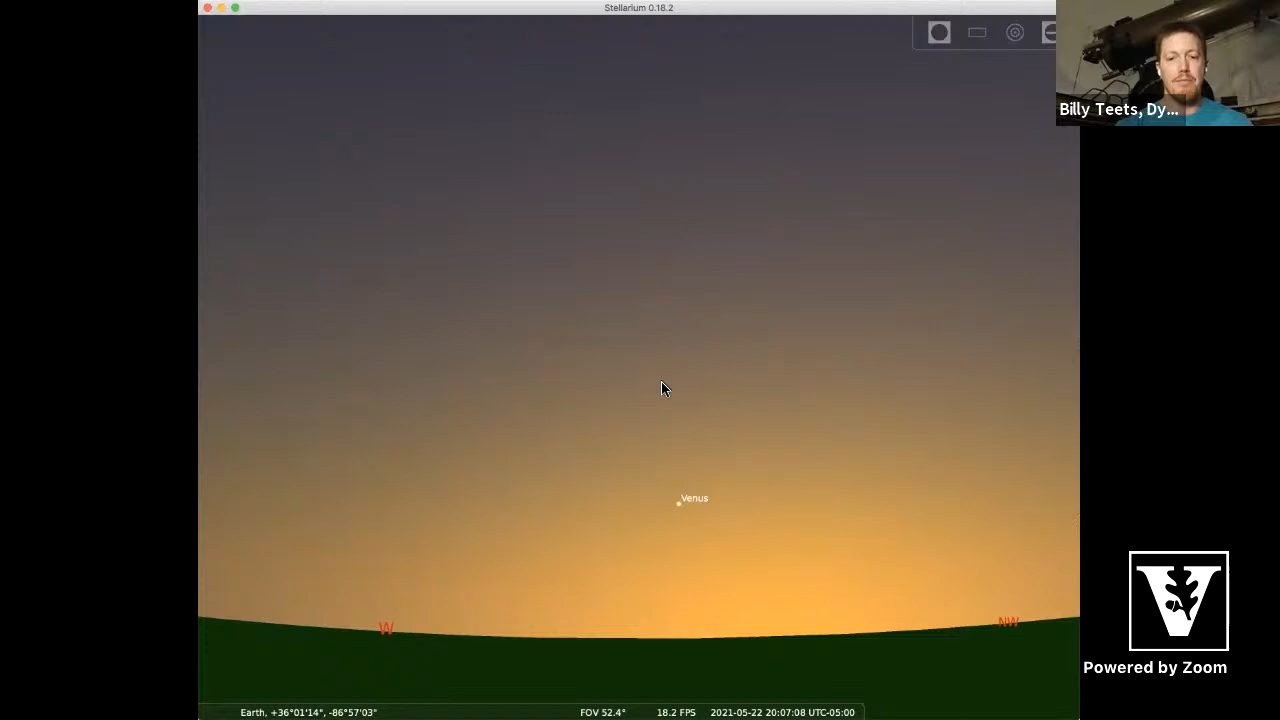 Stellarium 0.18.2
Billy Teets, Dy...
Venus
W
NW
V
Powered by Zoom
Earth, +36°01'14", -86°57'03"
FOV 52.4°
18.2 FPS
2021-05-22 20:07:08 UTC-05:00